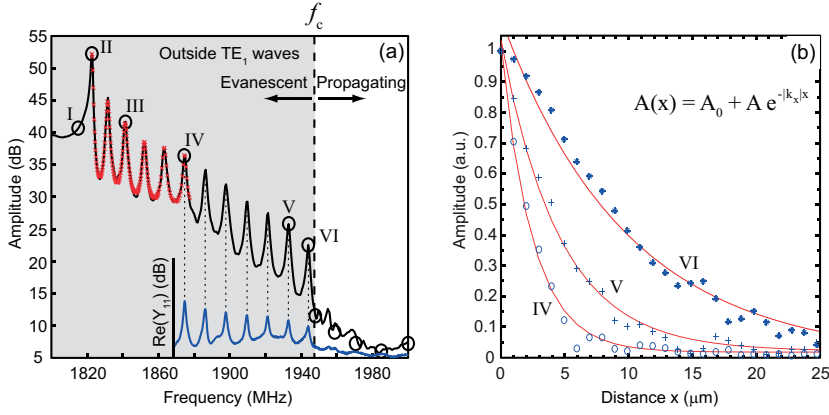 f_c
(a)
Outside TE_1 waves
Evanescent
Propagating
I
II
III
IV
V
VI
55
50
45
40
35
30
25
20
15
10
5
Amplitude (dB)
Re(Y_11) (dB)
1820
1860
1900
1940
1980
Frequency (MHz)
(b)
A(x) = A_0 + A e^-|k_x|x
VI
V
IV
1
0.9
0.8
0.7
0.6
0.5
0.4
0.3
0.2
0.1
0
Amplitude (a.u.)
0
5
10
15
20
25
Distance x (μm)